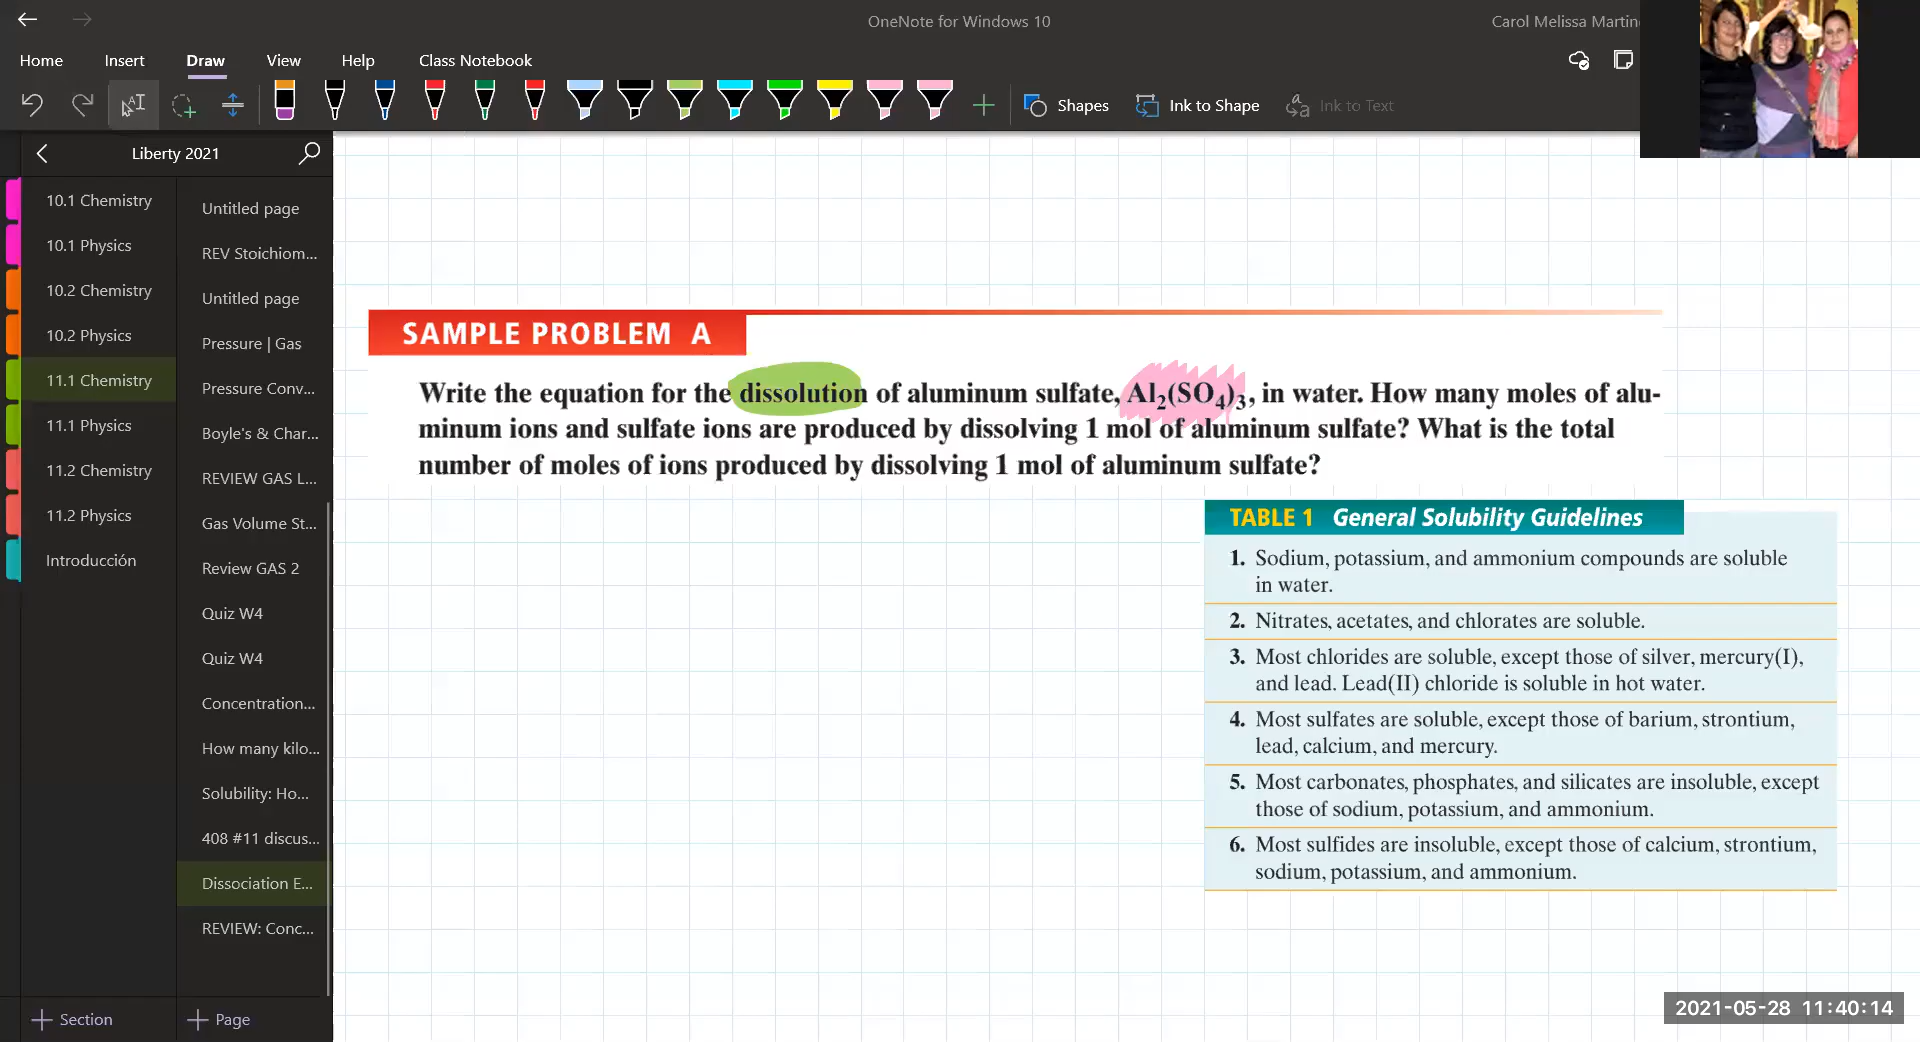 OneNote for Windows 10
Carol Melissa Martin
Home Insert Draw View Help Class Notebook
Shapes Ink to Shape Ink to Text
Liberty 2021
10.1 Chemistry
10.1 Physics
10.2 Chemistry
10.2 Physics
11.1 Chemistry
11.1 Physics
11.2 Chemistry
11.2 Physics
Introducción
Untitled page
REV Stoichiom...
Untitled page
Pressure | Gas
Pressure Conv...
Boyle's & Char...
REVIEW GAS L...
Gas Volume St...
Review GAS 2
Quiz W4
Quiz W4
Concentration...
How many kilo...
Solubility: Ho...
408 #11 discus...
Dissociation E...
REVIEW: Conc...
+ Section
+ Page
SAMPLE PROBLEM A
Write the equation for the dissolution of aluminum sulfate, Al₂(SO₄)₃, in water. How many moles of alu-
minum ions and sulfate ions are produced by dissolving 1 mol of aluminum sulfate? What is the total
number of moles of ions produced by dissolving 1 mol of aluminum sulfate?
TABLE 1 General Solubility Guidelines
1. Sodium, potassium, and ammonium compounds are soluble
in water.
2. Nitrates, acetates, and chlorates are soluble.
3. Most chlorides are soluble, except those of silver, mercury(I),
and lead. Lead(II) chloride is soluble in hot water.
4. Most sulfates are soluble, except those of barium, strontium,
lead, calcium, and mercury.
5. Most carbonates, phosphates, and silicates are insoluble, except
those of sodium, potassium, and ammonium.
6. Most sulfides are insoluble, except those of calcium, strontium,
sodium, potassium, and ammonium.
2021-05-28 11:40:14